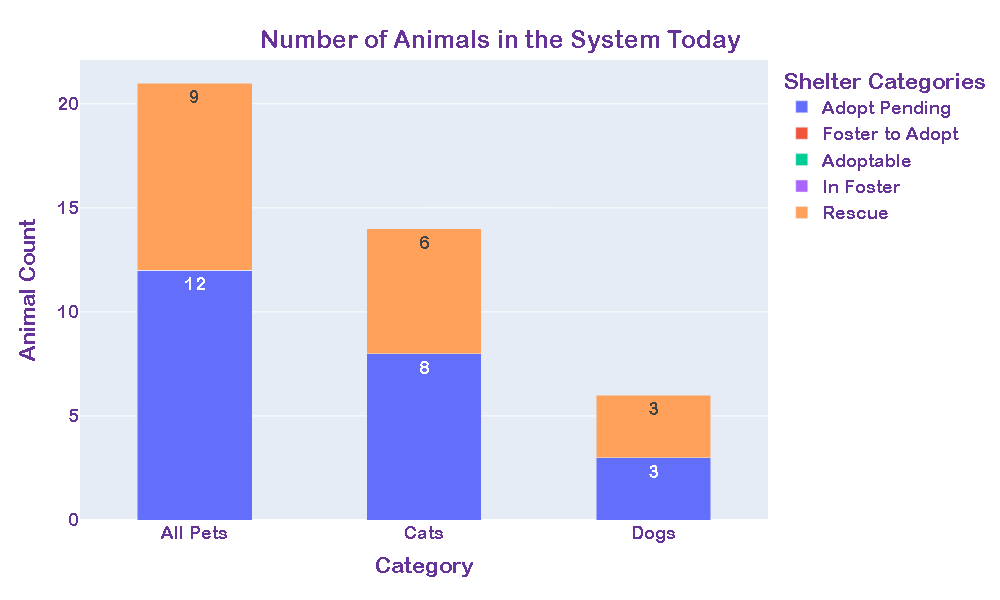 Number of Animals in the System Today
Shelter Categories
Adopt Pending
Foster to Adopt
Adoptable
In Foster
Rescue
Animal Count
20
15
10
5
0
9
12
6
8
3
3
All Pets
Cats
Dogs
Category